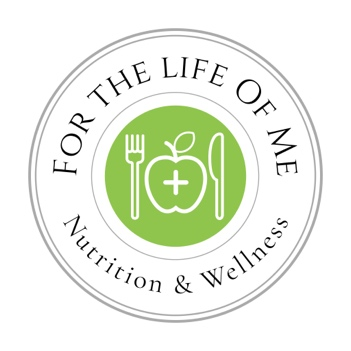 FOR THE LIFE OF ME
Nutrition & Wellness